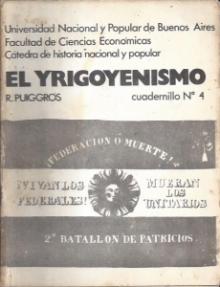 Universidad Nacional y Popular de Buenos Aires
Facultad de Ciencias Económicas
Cátedra de historia nacional y popular
EL YRIGOYENISMO
R. PUIGGROS
cuadernillo Nº 4
¡FEDERACION O MUERTE!
¡VIVAN LOS
FEDERALES!
MUERAN
LOS
UNITARIOS
2º BATALLON DE PATRICIOS